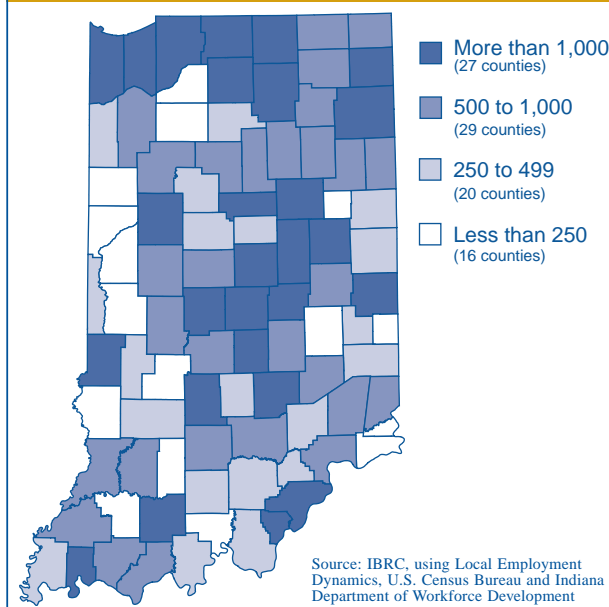 More than 1,000
(27 counties)
500 to 1,000
(29 counties)
250 to 499
(20 counties)
Less than 250
(16 counties)
Source: IBRC, using Local Employment
Dynamics, U.S. Census Bureau and Indiana
Department of Workforce Development